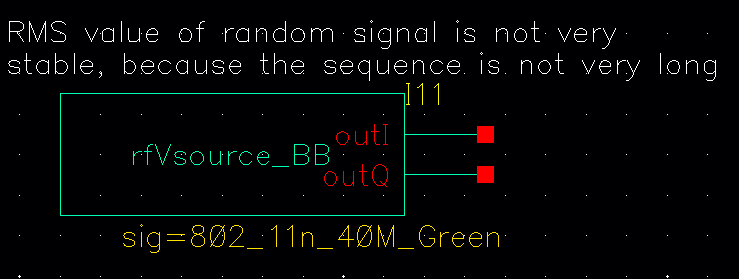 RMS value of random signal is not very
stable, because the sequence is not very long
I11
outI
rfVsource_BB
outQ
sig=802_11n_40M_Green